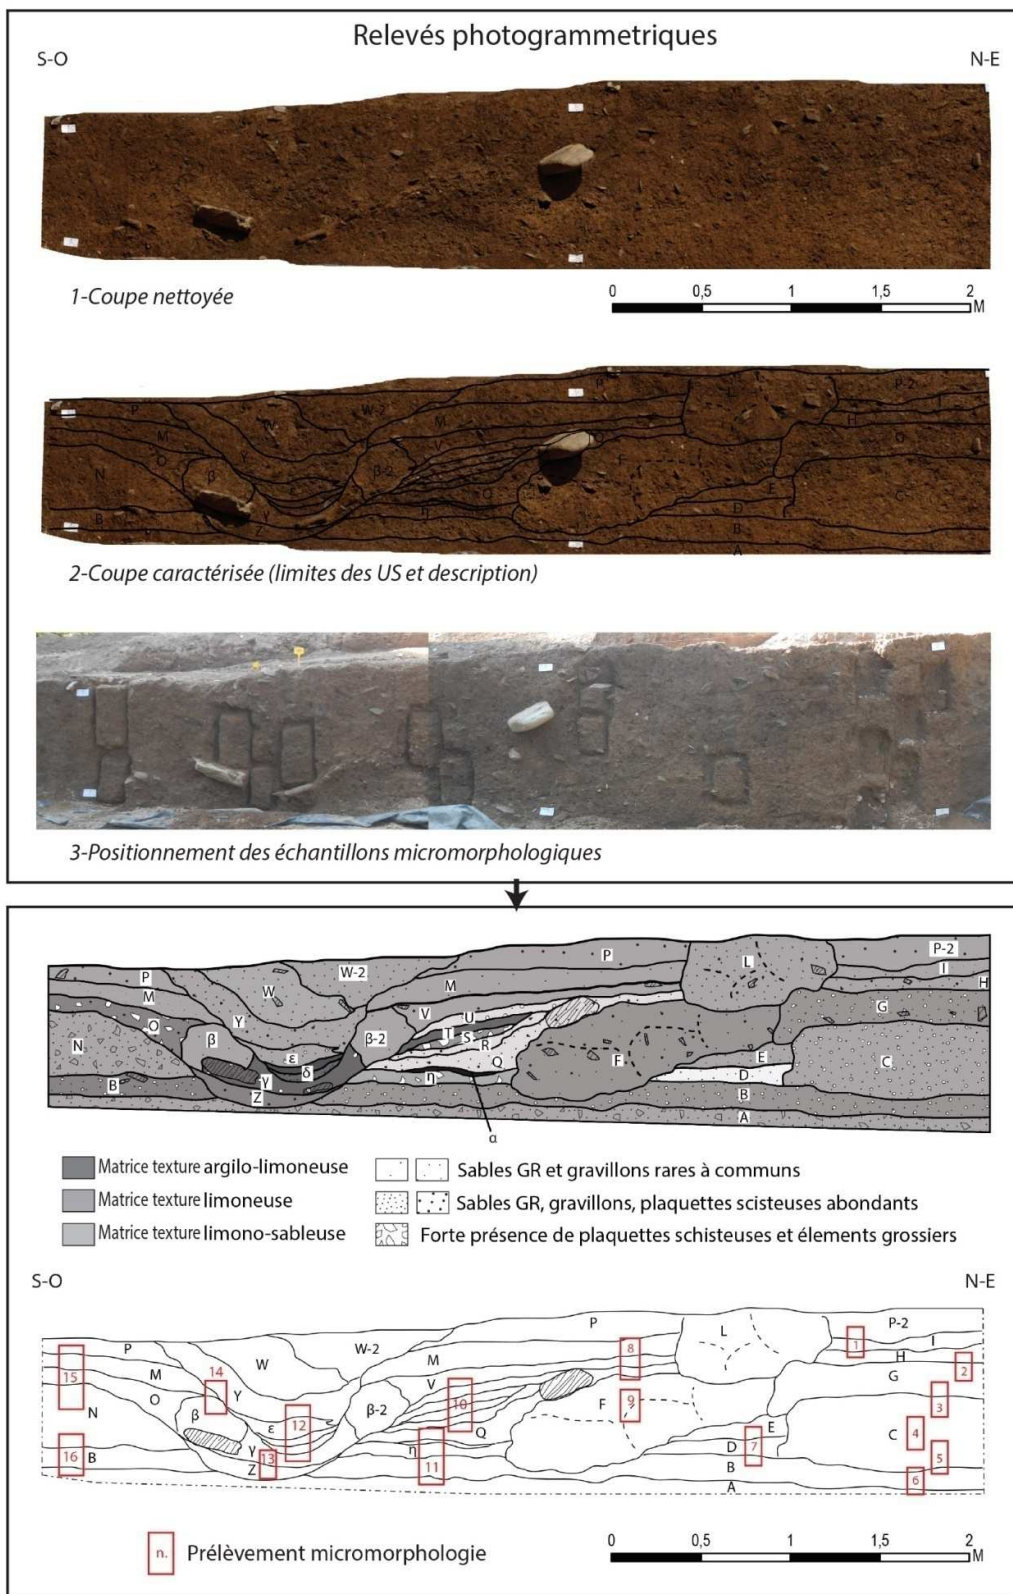 Relevés photogrammetriques
S-O
N-E
1-Coupe nettoyée
0 0,5 1 1,5 2
M
P W W-2 P L P-2 I
M V M H
O Y G
N β β-2 F C
Q E
B γ η D
Z B
A
2-Coupe caractérisée (limites des US et description)
3-Positionnement des échantillons micromorphologiques
P W W-2 P L P-2
I
M M H
O Y V U G
N β β-2 T S R
ε Q F E C
δ
B γ η D
Z B
A
α
Matrice texture argilo-limoneuse
Matrice texture limoneuse
Matrice texture limono-sableuse
Sables GR et gravillons rares à communs
Sables GR, gravillons, plaquettes scisteuses abondants
Forte présence de plaquettes schisteuses et élements grossiers
S-O
N-E
P W W-2 P L P-2
8 1 I
15 M 14 M H 2
Y V G
O 10 3
N β ε 12 β-2 F 9
Q E C 4
16 B γ 13 η D 7 5
Z 11 B 6
A
n. Prélèvement micromorphologie
0 0,5 1 1,5 2
M